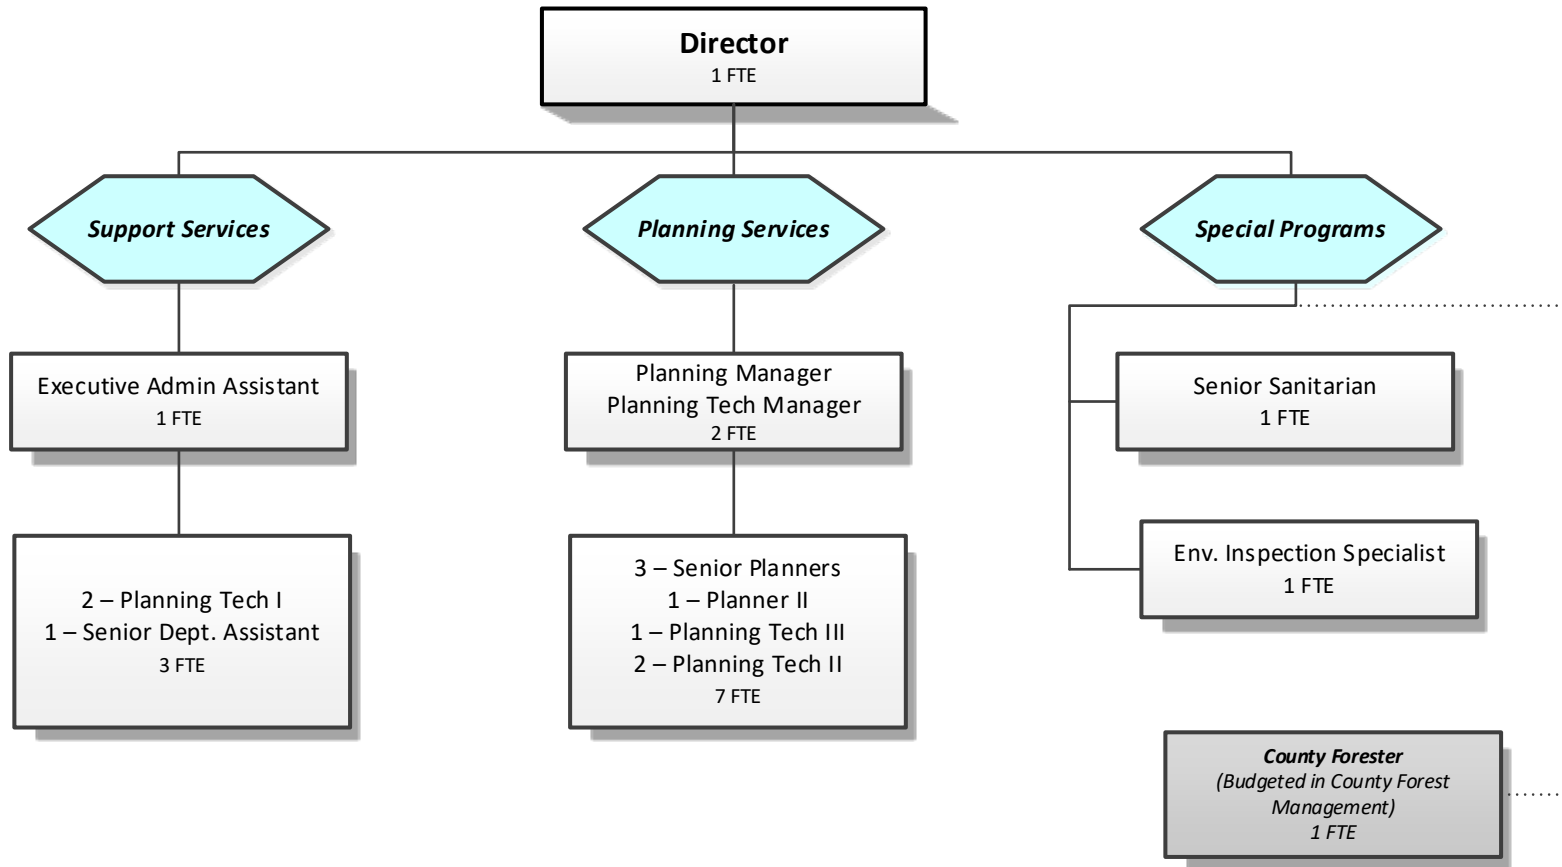 Director
1 FTE
Support Services
Planning Services
Special Programs
Executive Admin Assistant
1 FTE
Planning Manager
Planning Tech Manager
2 FTE
Senior Sanitarian
1 FTE
2 – Planning Tech I
1 – Senior Dept. Assistant
3 FTE
3 – Senior Planners
1 – Planner II
1 – Planning Tech III
2 – Planning Tech II
7 FTE
Env. Inspection Specialist
1 FTE
County Forester
(Budgeted in County Forest
Management)
1 FTE